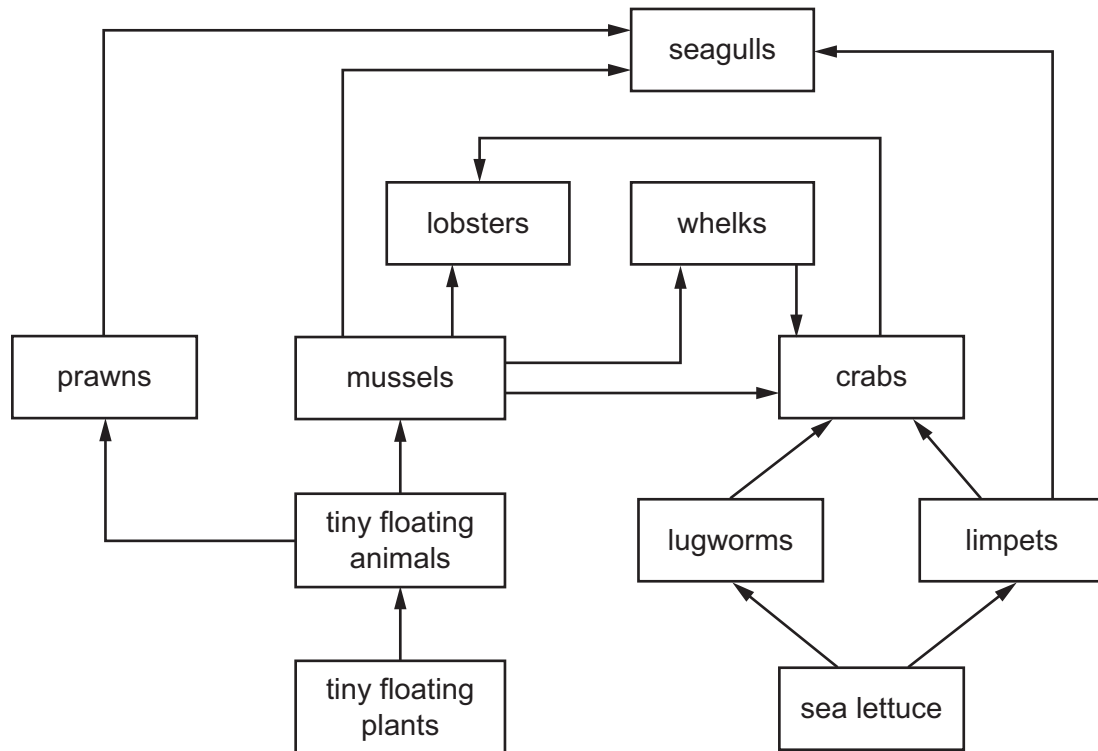 seagulls
lobsters
whelks
prawns
mussels
crabs
tiny floating
animals
lugworms
limpets
tiny floating
plants
sea lettuce